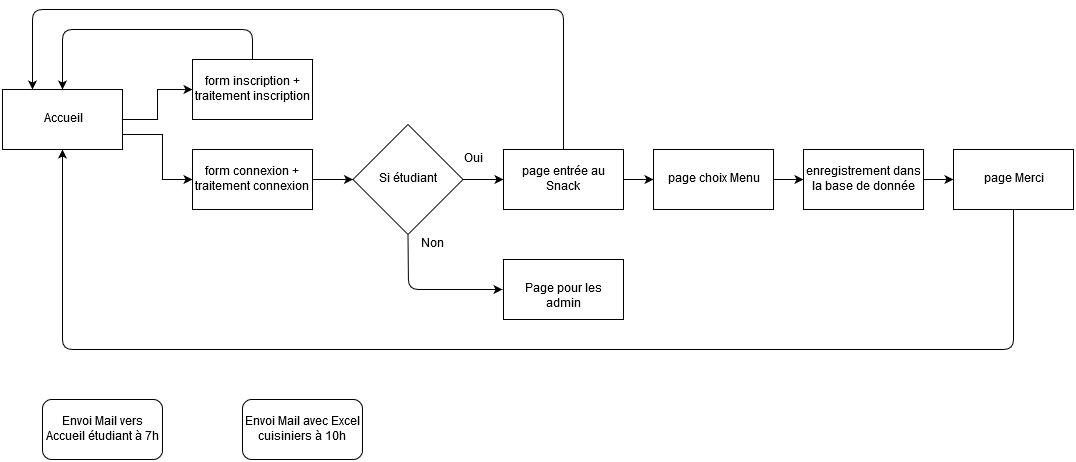 form inscription +
traitement inscription
Accueil
form connexion +
traitement connexion
Si étudiant
Oui
Non
page entrée au
Snack
page choix Menu
enregistrement dans
la base de donnée
page Merci
Page pour les
admin
Envoi Mail vers
Accueil étudiant à 7h
Envoi Mail avec Excel
cuisiniers à 10h